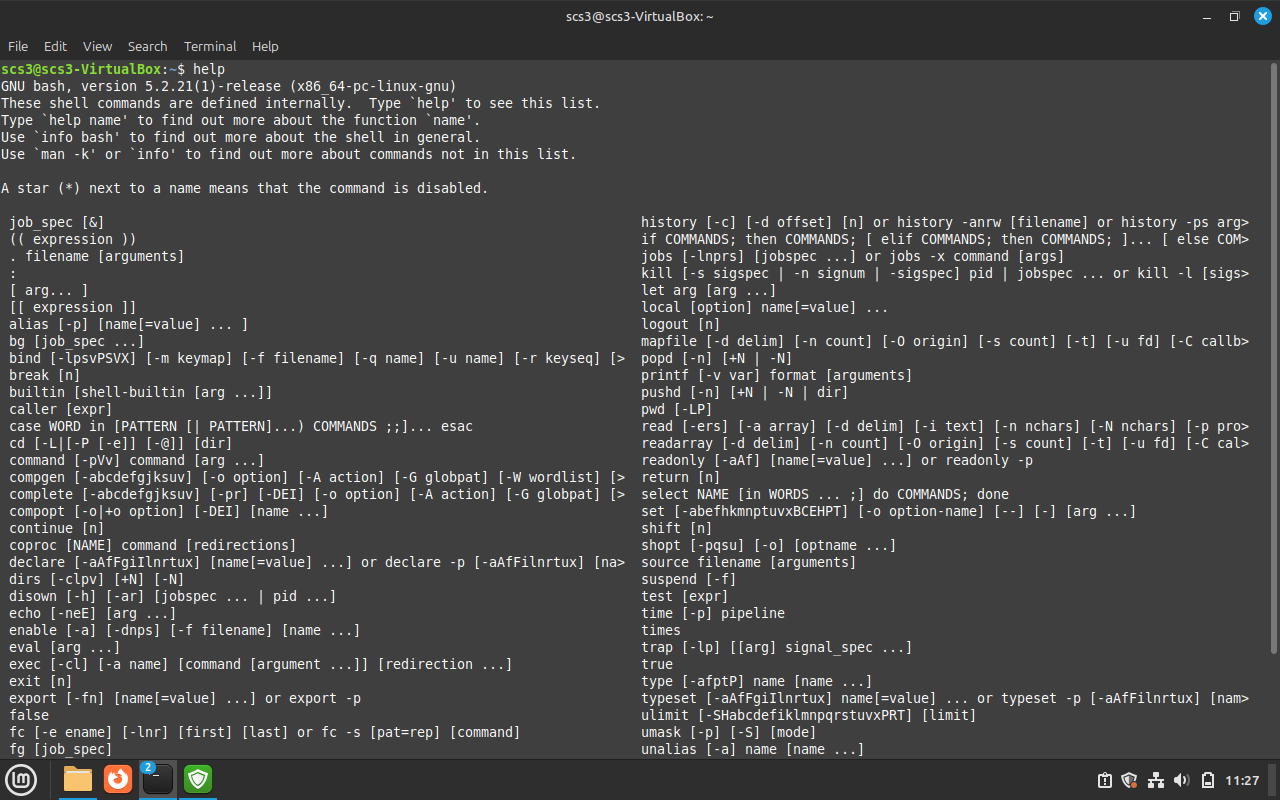 scs3@scs3-VirtualBox: ~
File Edit View Search Terminal Help
scs3@scs3-VirtualBox:~$ help
GNU bash, version 5.2.21(1)-release (x86_64-pc-linux-gnu)
These shell commands are defined internally.  Type `help' to see this list.
Type `help name' to find out more about the function `name'.
Use `info bash' to find out more about the shell in general.
Use `man -k' or `info' to find out more about commands not in this list.
A star (*) next to a name means that the command is disabled.
job_spec [&]
(( expression ))
. filename [arguments]
:
[ arg... ]
[[ expression ]]
alias [-p] [name[=value] ... ]
bg [job_spec ...]
bind [-lpsvPSVX] [-m keymap] [-f filename] [-q name] [-u name] [-r keyseq] [>
break [n]
builtin [shell-builtin [arg ...]]
caller [expr]
case WORD in [PATTERN [| PATTERN]...) COMMANDS ;;]... esac
cd [-L|[-P [-e]] [-@]] [dir]
command [-pVv] command [arg ...]
compgen [-abcdefgjksuv] [-o option] [-A action] [-G globpat] [-W wordlist] [>
complete [-abcdefgjksuv] [-pr] [-DEI] [-o option] [-A action] [-G globpat] [>
compopt [-o|+o option] [-DEI] [name ...]
continue [n]
coproc [NAME] command [redirections]
declare [-aAfFgiIlnrtux] [name[=value] ...] or declare -p [-aAfFilnrtux] [na>
dirs [-clpv] [+N] [-N]
disown [-h] [-ar] [jobspec ... | pid ...]
echo [-neE] [arg ...]
enable [-a] [-dnps] [-f filename] [name ...]
eval [arg ...]
exec [-cl] [-a name] [command [argument ...]] [redirection ...]
exit [n]
export [-fn] [name[=value] ...] or export -p
false
fc [-e ename] [-lnr] [first] [last] or fc -s [pat=rep] [command]
fg [job_spec]
history [-c] [-d offset] [n] or history -anrw [filename] or history -ps arg>
if COMMANDS; then COMMANDS; [ elif COMMANDS; then COMMANDS; ]... [ else COM>
jobs [-lnprs] [jobspec ...] or jobs -x command [args]
kill [-s sigspec | -n signum | -sigspec] pid | jobspec ... or kill -l [sigs>
let arg [arg ...]
local [option] name[=value] ...
logout [n]
mapfile [-d delim] [-n count] [-O origin] [-s count] [-t] [-u fd] [-C callb>
popd [-n] [+N | -N]
printf [-v var] format [arguments]
pushd [-n] [+N | -N | dir]
pwd [-LP]
read [-ers] [-a array] [-d delim] [-i text] [-n nchars] [-N nchars] [-p pro>
readarray [-d delim] [-n count] [-O origin] [-s count] [-t] [-u fd] [-C cal>
readonly [-aAf] [name[=value] ...] or readonly -p
return [n]
select NAME [in WORDS ... ;] do COMMANDS; done
set [-abefhkmnptuvxBCEHPT] [-o option-name] [--] [-] [arg ...]
shift [n]
shopt [-pqsu] [-o] [optname ...]
source filename [arguments]
suspend [-f]
test [expr]
time [-p] pipeline
times
trap [-lp] [[arg] signal_spec ...]
true
type [-afptP] name [name ...]
typeset [-aAfFgiIlnrtux] name[=value] ... or typeset -p [-aAfFilnrtux] [nam>
ulimit [-SHabcdefiklmnpqrstuvxPRT] [limit]
umask [-p] [-S] [mode]
unalias [-a] name [name ...]
2
11:27